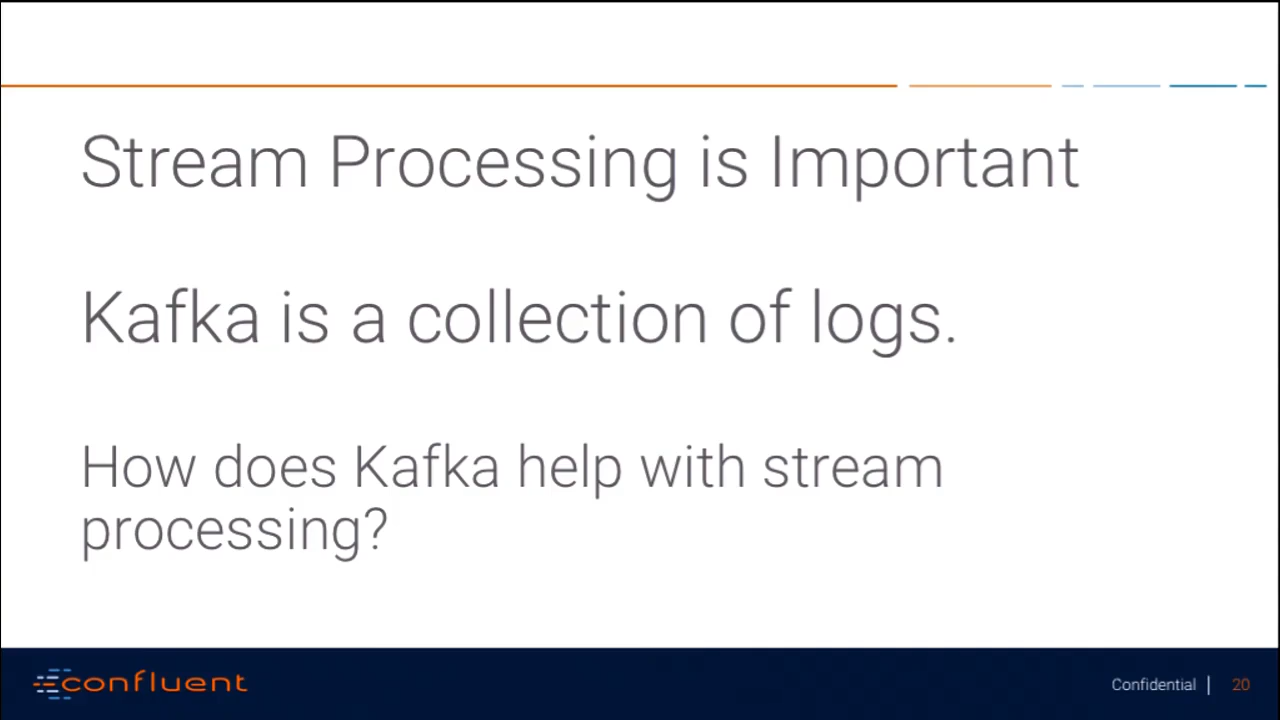 Stream Processing is Important
Kafka is a collection of logs.
How does Kafka help with stream
processing?
confluent
Confidential | 20